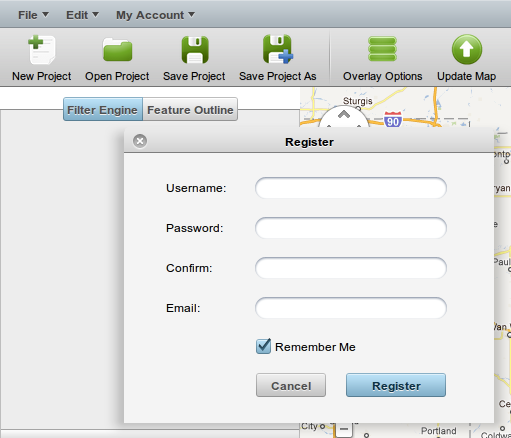 File Edit My Account
New Project Open Project Save Project Save Project As Overlay Options Update Map
Filter Engine Feature Outline
Sturgis
90
Register
Username:
Password:
Confirm:
Email:
Remember Me
Cancel Register
City
Portland